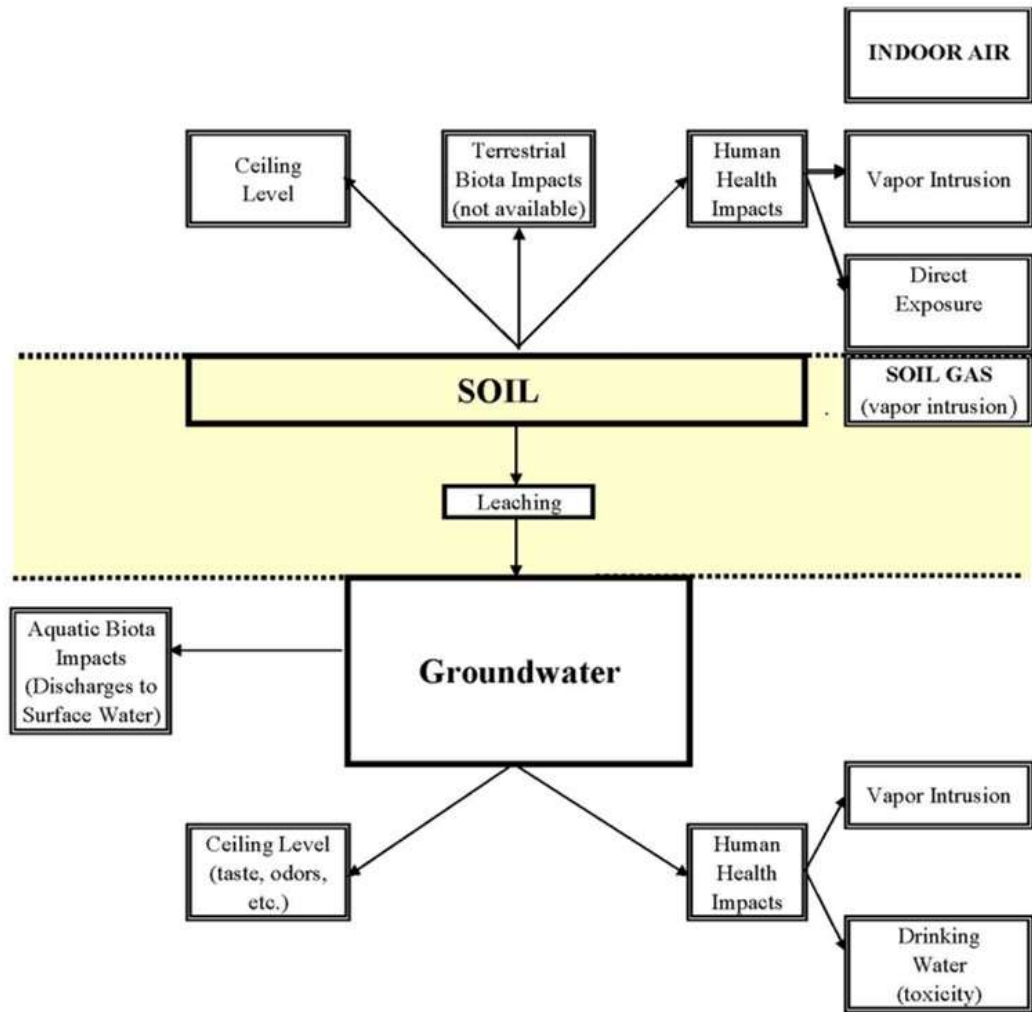 INDOOR AIR
Ceiling
Level
Terrestrial
Biota Impacts
(not available)
Human
Health
Impacts
Vapor Intrusion
Direct
Exposure
SOIL
SOIL GAS
(vapor intrusion)
Leaching
Groundwater
Aquatic Biota
Impacts
(Discharges to
Surface Water)
Ceiling Level
(taste, odors,
etc.)
Human
Health
Impacts
Vapor Intrusion
Drinking
Water
(toxicity)